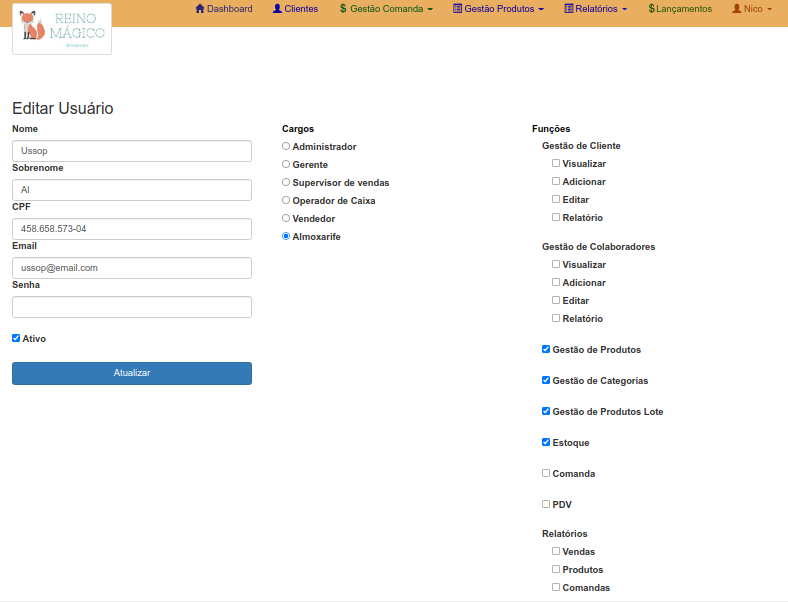 Dashboard
Clientes
$ Gestão Comanda
Gestão Produtos
Relatórios
$Lançamentos
Nico
REINO
MÁGICO
Brinquedos
Editar Usuário
Nome
Ussop
Sobrenome
Al
CPF
458.658.573-04
Email
ussop@email.com
Senha
Ativo
Atualizar
Cargos
Administrador
Gerente
Supervisor de vendas
Operador de Caixa
Vendedor
Almoxarife
Funções
Gestão de Cliente
Visualizar
Adicionar
Editar
Relatório
Gestão de Colaboradores
Visualizar
Adicionar
Editar
Relatório
Gestão de Produtos
Gestão de Categorias
Gestão de Produtos Lote
Estoque
Comanda
PDV
Relatórios
Vendas
Produtos
Comandas